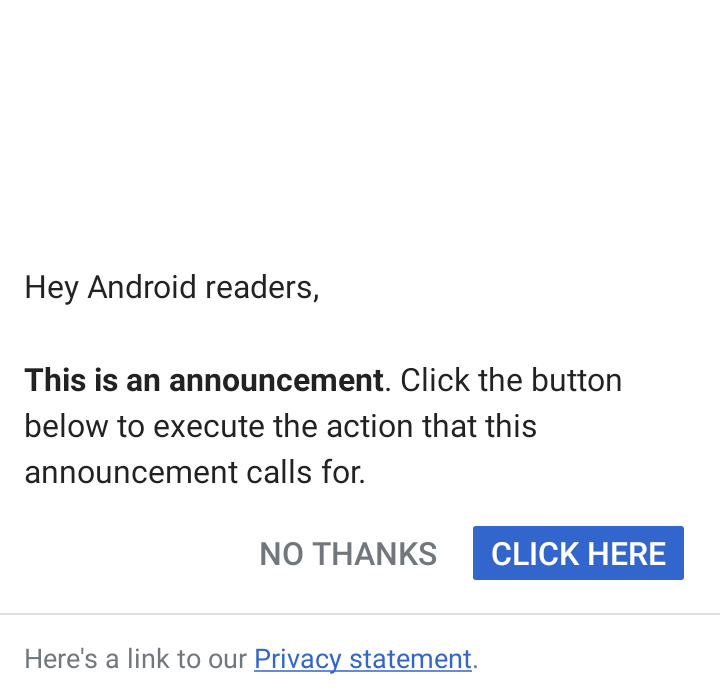 Hey Android readers,
This is an announcement. Click the button
below to execute the action that this
announcement calls for.
NO THANKS CLICK HERE
Here's a link to our Privacy statement.